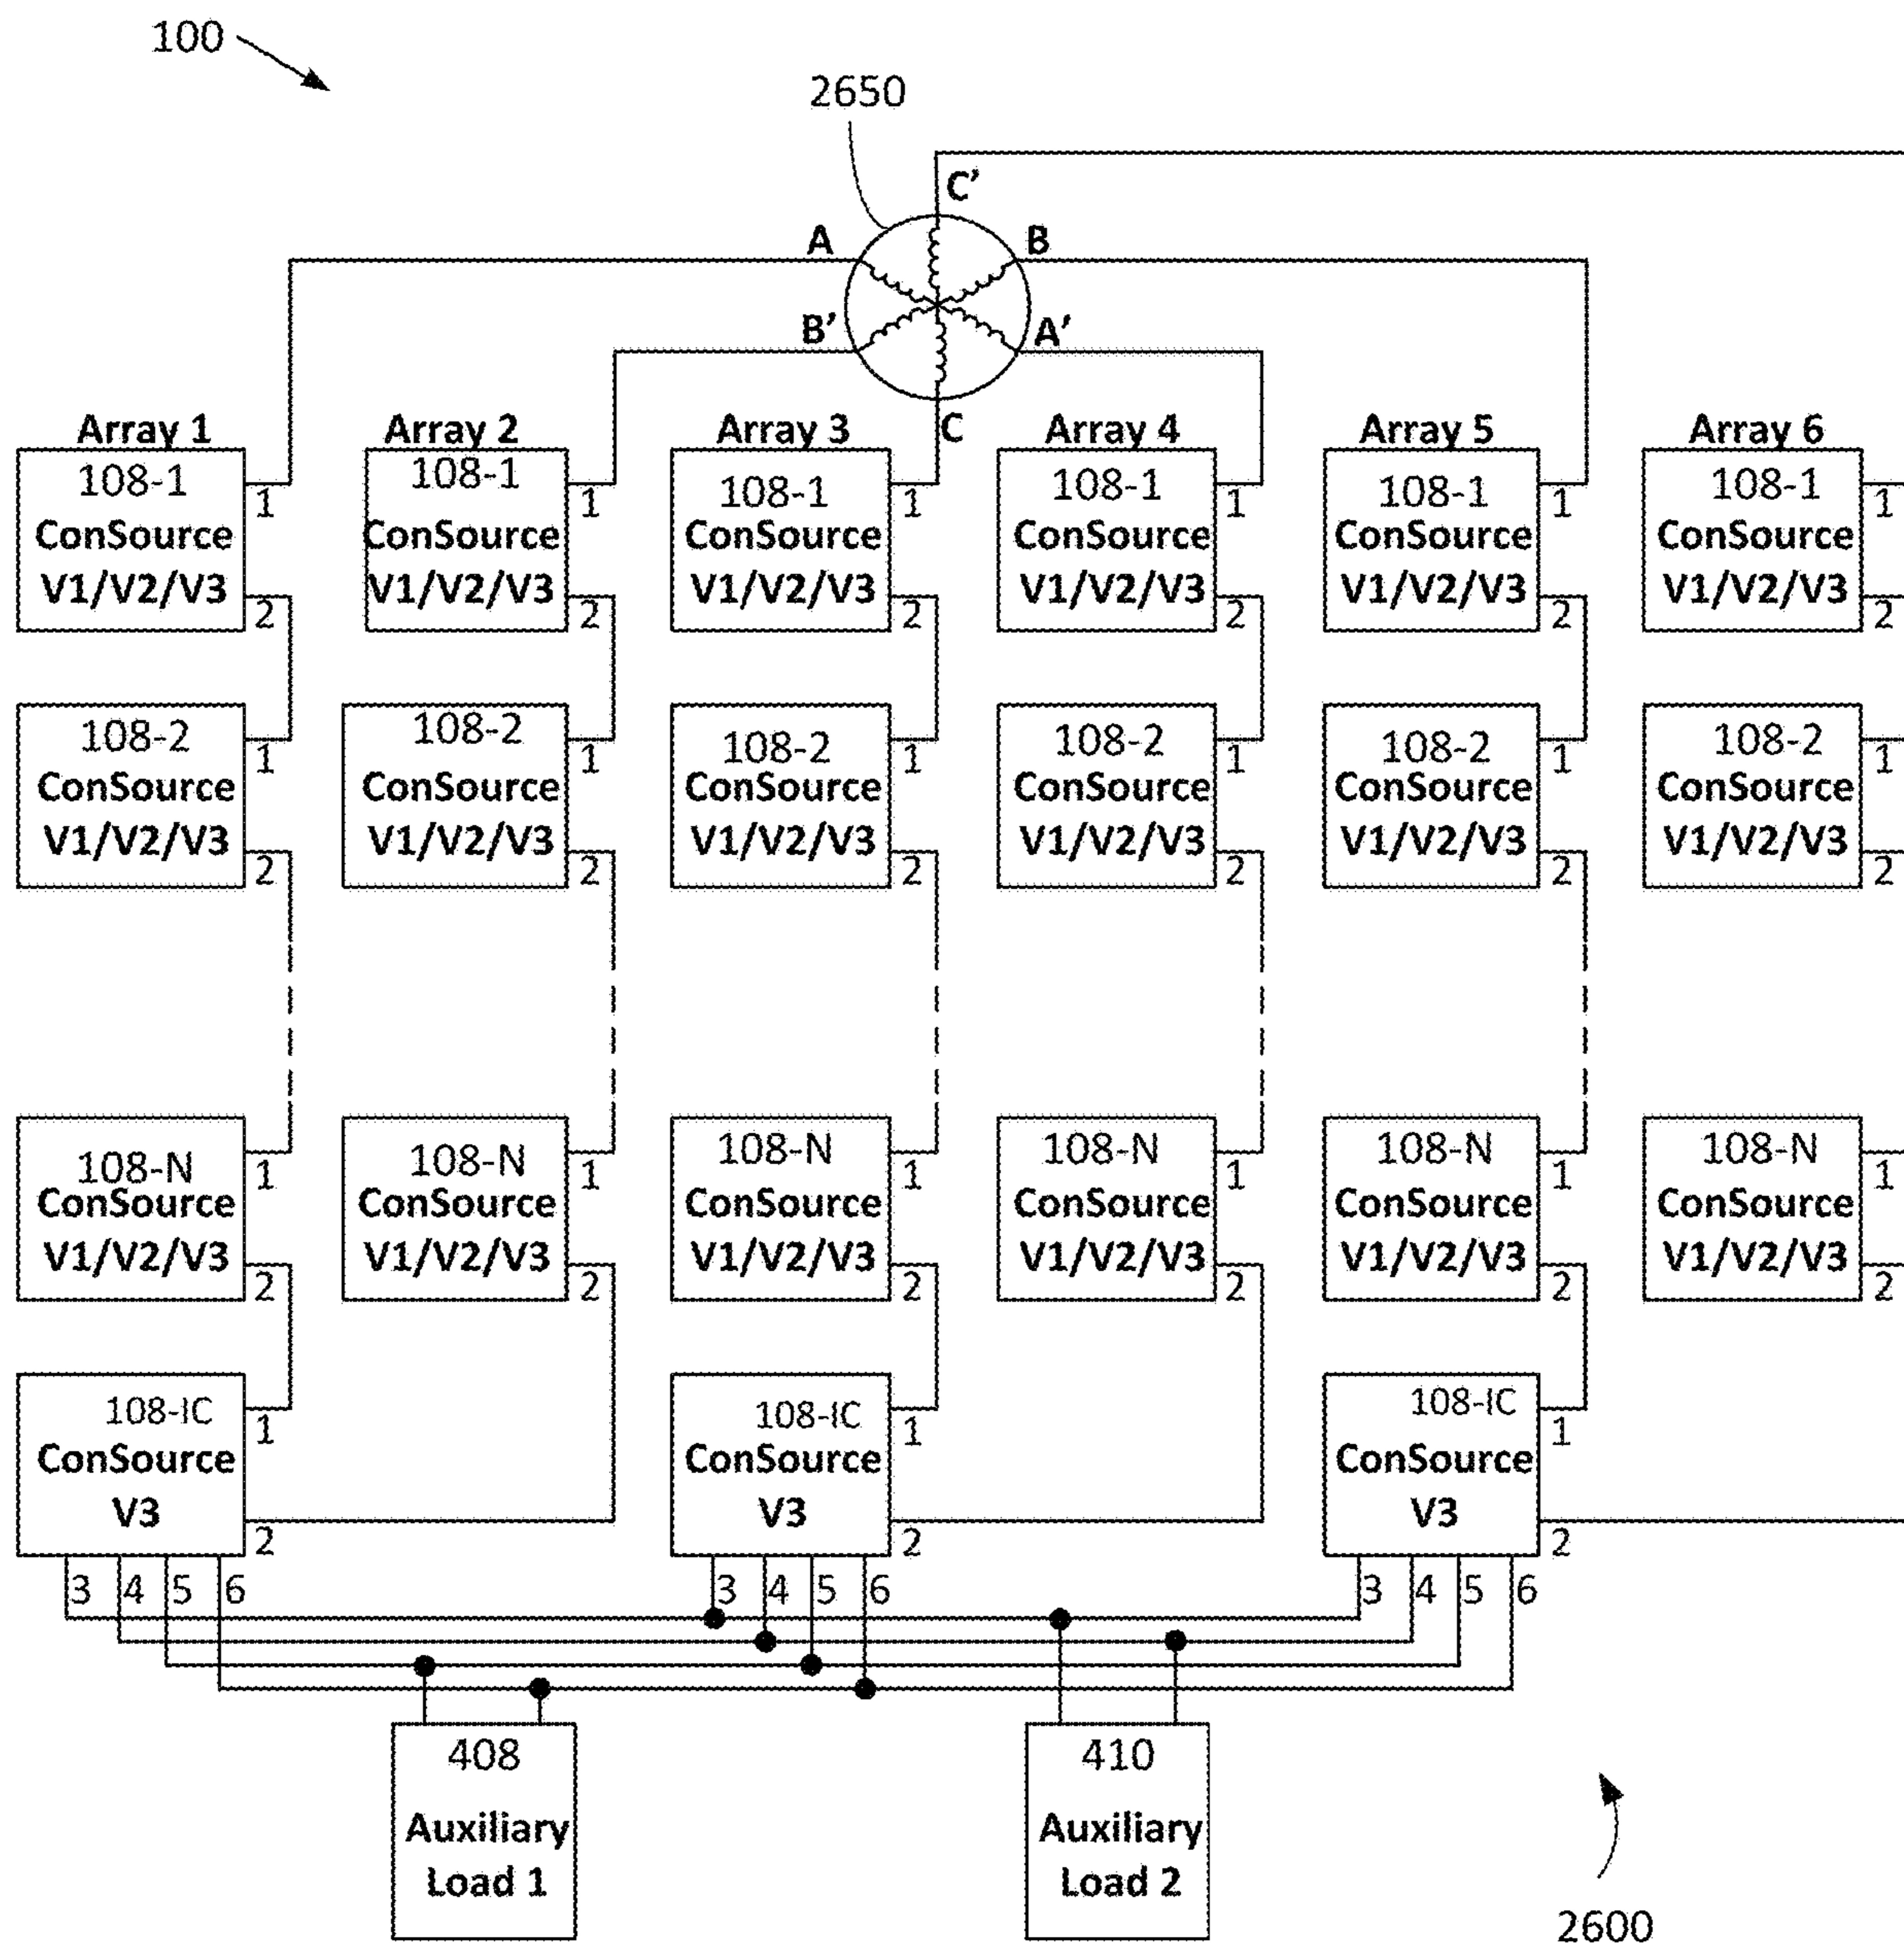 100
2650
C'
A
B
B'
A'
C
Array 1
Array 2
Array 3
Array 4
Array 5
Array 6
108-1
ConSource
V1/V2/V3
1
2
108-1
ConSource
V1/V2/V3
1
2
108-1
ConSource
V1/V2/V3
1
2
108-1
ConSource
V1/V2/V3
1
2
108-1
ConSource
V1/V2/V3
1
2
108-1
ConSource
V1/V2/V3
1
2
108-2
ConSource
V1/V2/V3
1
2
108-2
ConSource
V1/V2/V3
1
2
108-2
ConSource
V1/V2/V3
1
2
108-2
ConSource
V1/V2/V3
1
2
108-2
ConSource
V1/V2/V3
1
2
108-2
ConSource
V1/V2/V3
1
2
108-N
ConSource
V1/V2/V3
1
2
108-N
ConSource
V1/V2/V3
1
2
108-N
ConSource
V1/V2/V3
1
2
108-N
ConSource
V1/V2/V3
1
2
108-N
ConSource
V1/V2/V3
1
2
108-N
ConSource
V1/V2/V3
1
2
108-IC
ConSource
V3
1
2
3 4 5 6
108-IC
ConSource
V3
1
2
3 4 5 6
108-IC
ConSource
V3
1
2
3 4 5 6
408
Auxiliary
Load 1
410
Auxiliary
Load 2
2600